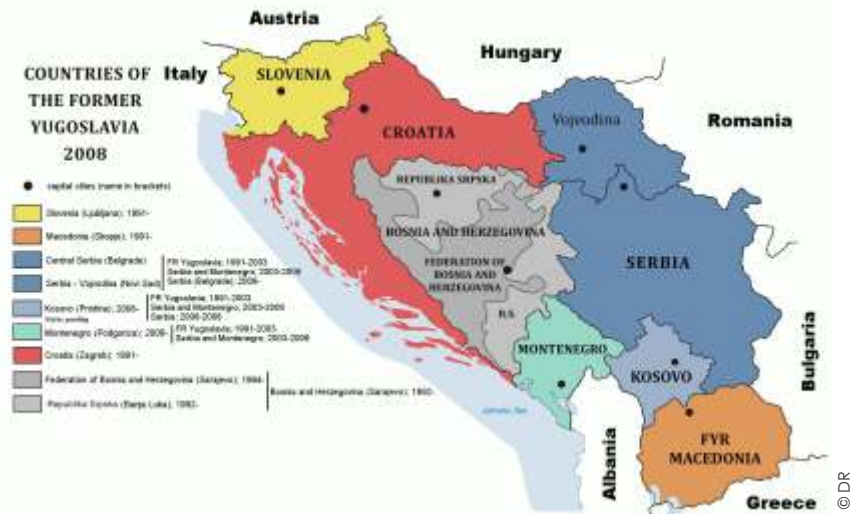 Austria
Hungary
Italy
Romania
Bulgaria
Albania
Greece
COUNTRIES OF
THE FORMER
YUGOSLAVIA
2008
capital cities (name in brackets)
Slovenia (Ljubljana); 1991-
Macedonia (Skopje); 1991-
Central Serbia (Belgrade)
Serbia - Vojvodina (Novi Sad)
FR Yugoslavia; 1991-2003
Serbia and Montenegro; 2003-2006
Serbia (Belgrade); 2006-
Kosovo (Pristina); 2008-
FR Yugoslavia; 1991-2003
Serbia and Montenegro; 2003-2006
Serbia; 2006-2008
Montenegro (Podgorica); 2006-
FR Yugoslavia; 1991-2003
Serbia and Montenegro; 2003-2006
Croatia (Zagreb); 1991-
Federation of Bosnia and Herzegovina (Sarajevo); 1994-
Republika Srpska (Banja Luka); 1992-
Bosnia and Herzegovina (Sarajevo); 1992-
SLOVENIA
CROATIA
Vojvodina
REPUBLIKA SRPSKA
BOSNIA AND HERZEGOVINA
FEDERATION OF
BOSNIA AND
HERZEGOVINA
R.S.
SERBIA
MONTENEGRO
KOSOVO
FYR
MACEDONIA
Adriatic Sea
© DR